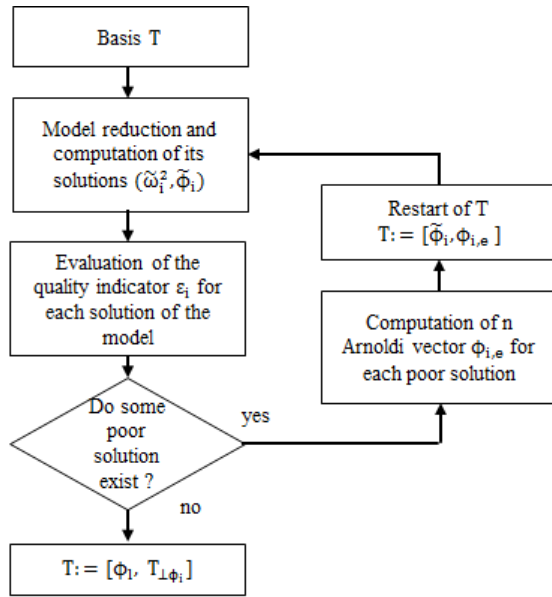 Basis T
Model reduction and
computation of its
solutions (ω̃ᵢ², ϕ̃ᵢ)
Evaluation of the
quality indicator εᵢ for
each solution of the
model
Do some
poor
solution
exist ?
yes
no
Computation of n
Arnoldi vector ϕᵢ,ₑ for
each poor solution
Restart of T
T: = [ϕ̃ᵢ, ϕᵢ,ₑ ]
T: = [ϕₗ, T⊥ϕᵢ]